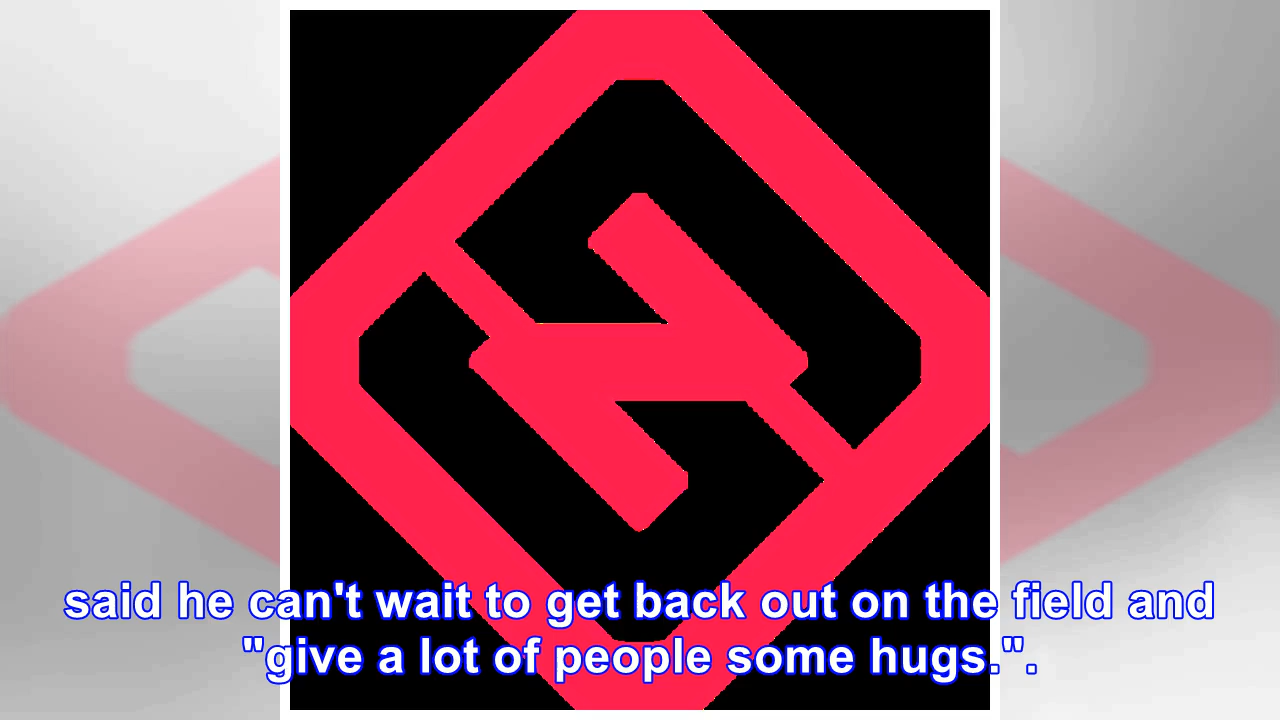 said he can't wait to get back out on the field and
"give a lot of people some hugs.".